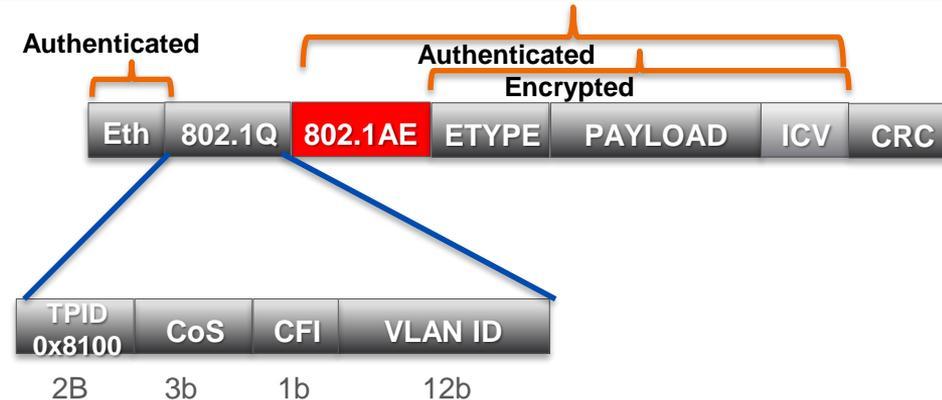 Authenticated
Authenticated
Encrypted
Eth 802.1Q 802.1AE ETYPE PAYLOAD ICV CRC
TPID
0x8100 CoS CFI VLAN ID
2B 3b 1b 12b